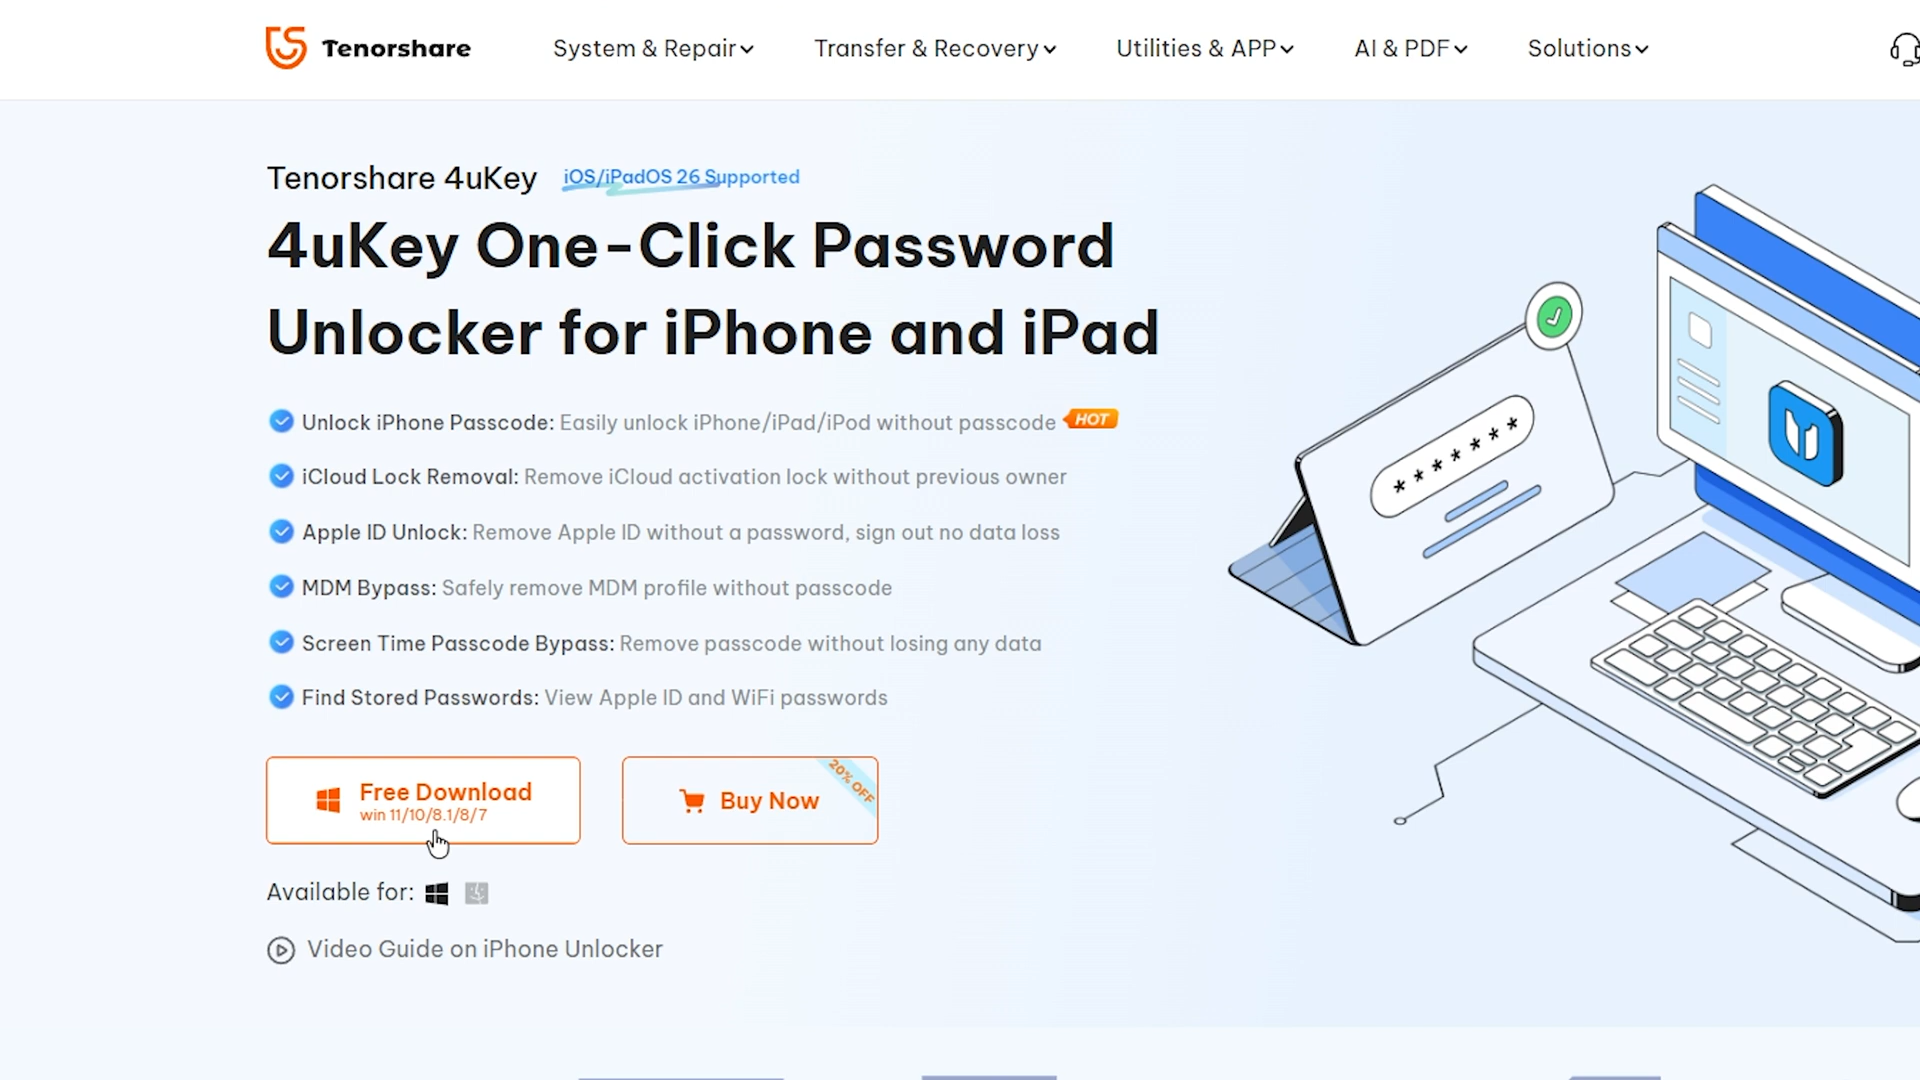 Tenorshare
System & Repair
Transfer & Recovery
Utilities & APP
AI & PDF
Solutions
Tenorshare 4uKey
iOS/iPadOS 26 Supported
4uKey One-Click Password
Unlocker for iPhone and iPad
Unlock iPhone Passcode: Easily unlock iPhone/iPad/iPod without passcode
HOT
iCloud Lock Removal: Remove iCloud activation lock without previous owner
Apple ID Unlock: Remove Apple ID without a password, sign out no data loss
MDM Bypass: Safely remove MDM profile without passcode
Screen Time Passcode Bypass: Remove passcode without losing any data
Find Stored Passwords: View Apple ID and WiFi passwords
Free Download
win 11/10/8.1/8/7
Buy Now
20% OFF
Available for:
Video Guide on iPhone Unlocker
*******